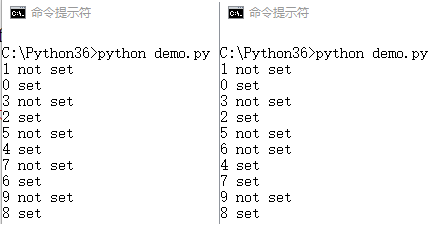 命令提示符
C:\Python36>python demo.py
1 not set
0 set
3 not set
2 set
5 not set
4 set
7 not set
6 set
9 not set
8 set
命令提示符
C:\Python36>python demo.py
1 not set
0 set
3 not set
2 set
5 not set
6 not set
4 set
7 set
9 not set
8 set